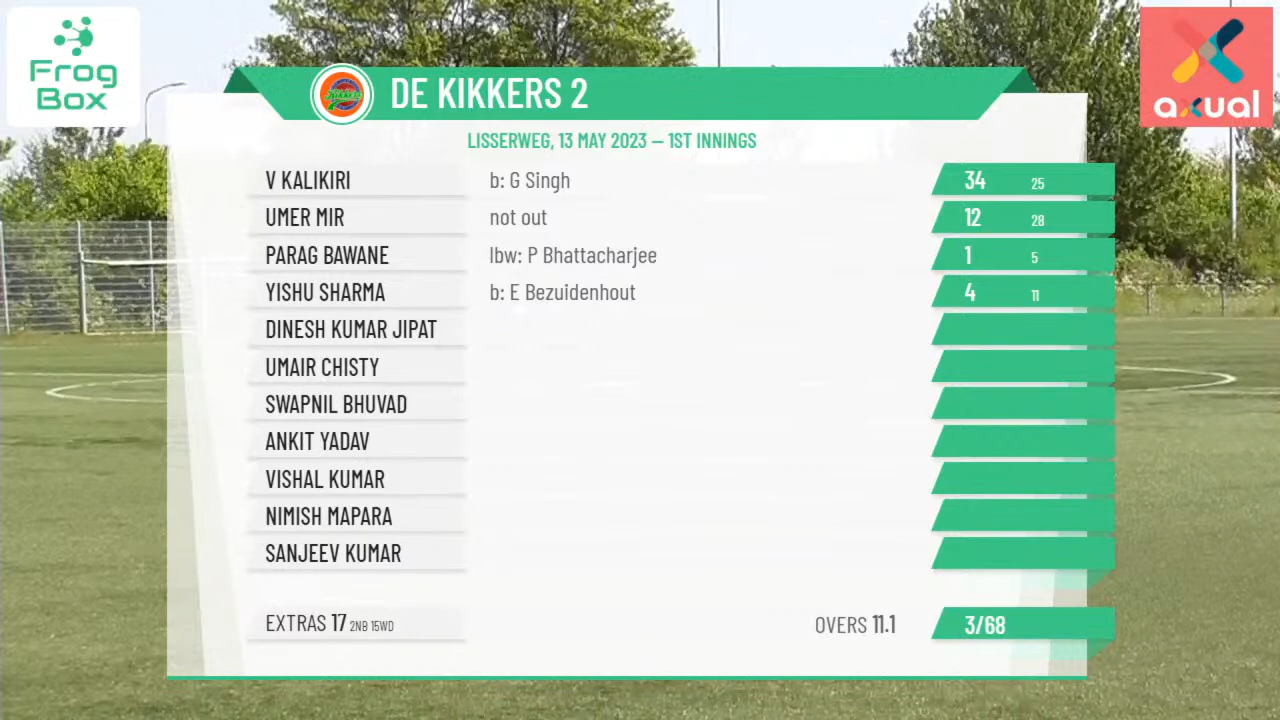 Frog
Box
KIKKERS
DE KIKKERS 2
axual
LISSERWEG, 13 MAY 2023 – 1ST INNINGS
V KALIKIRI b: G Singh 34 25
UMER MIR not out 12 28
PARAG BAWANE lbw: P Bhattacharjee 1 5
YISHU SHARMA b: E Bezuidenhout 4 11
DINESH KUMAR JIPAT
UMAIR CHISTY
SWAPNIL BHUVAD
ANKIT YADAV
VISHAL KUMAR
NIMISH MAPARA
SANJEEV KUMAR
EXTRAS 17 2NB 15WD OVERS 11.1 3/68